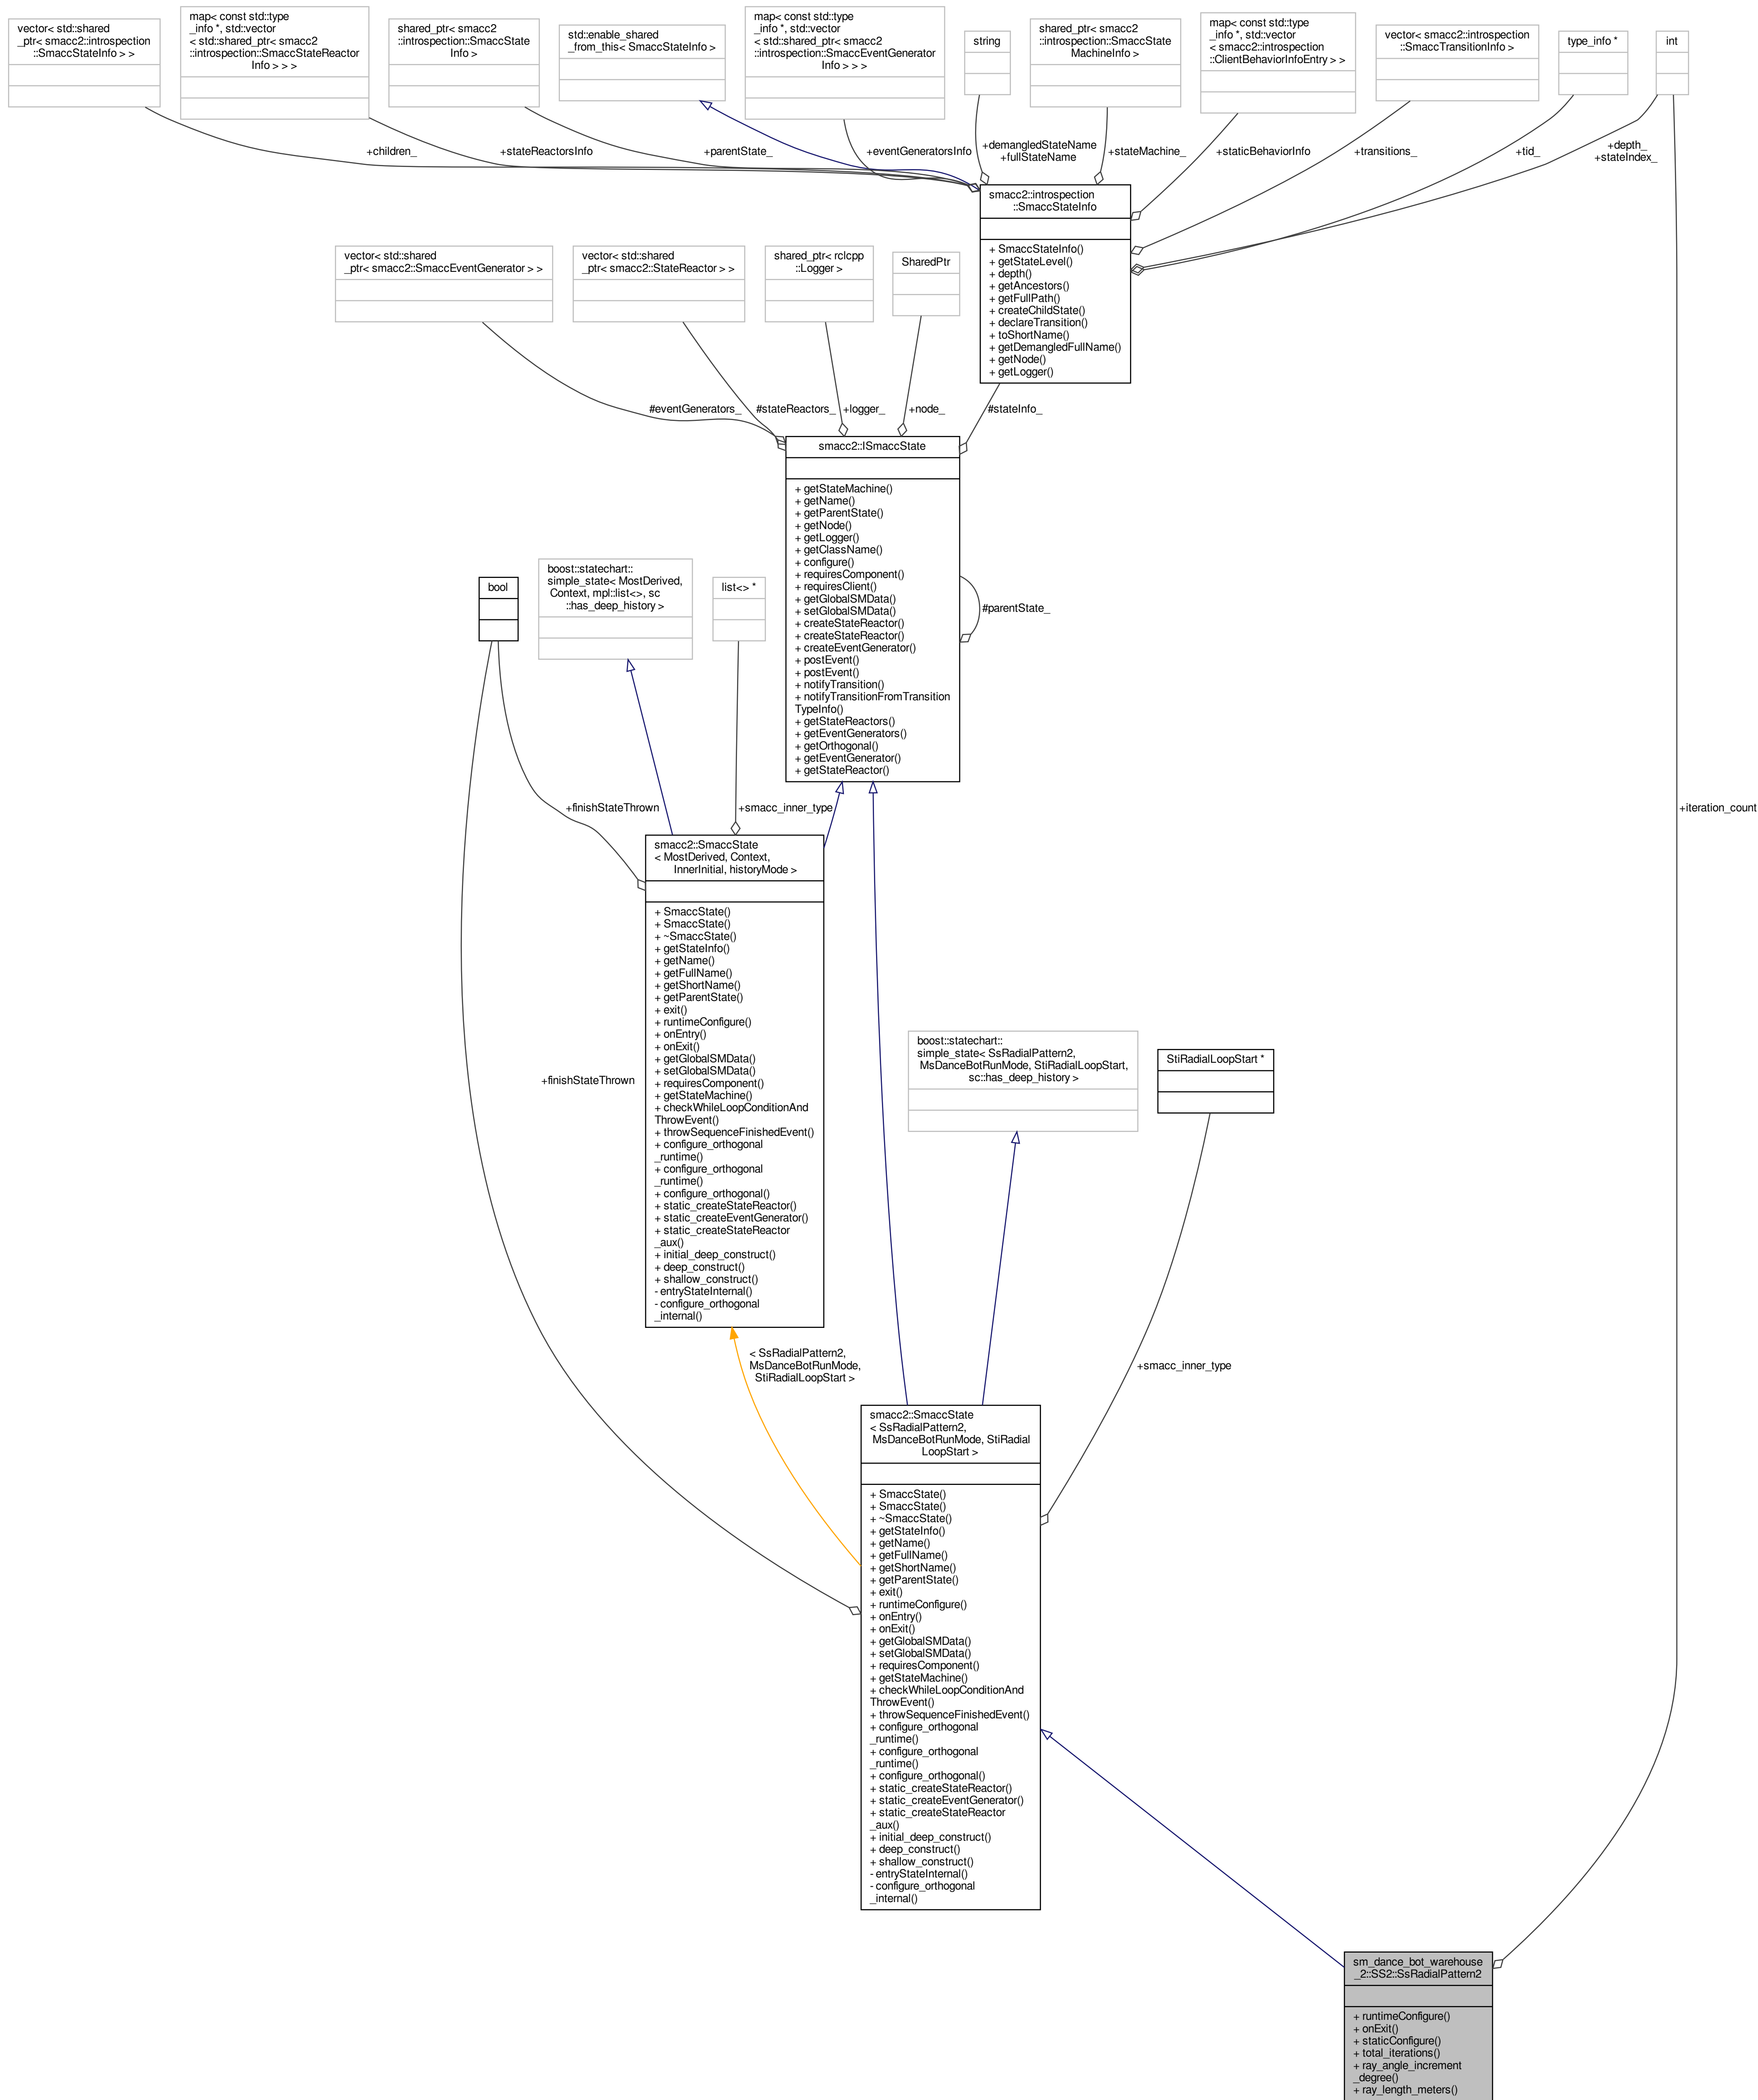 vector< std::shared
_ptr< smacc2::introspection
::SmaccStateInfo > >
map< const std::type
_info *, std::vector
< std::shared_ptr< smacc2
::introspection::SmaccStateReactor
Info > > >
shared_ptr< smacc2
::introspection::SmaccState
Info >
std::enable_shared
_from_this< SmaccStateInfo >
map< const std::type
_info *, std::vector
< std::shared_ptr< smacc2
::introspection::SmaccEventGenerator
Info > > >
string
shared_ptr< smacc2
::introspection::SmaccState
MachineInfo >
map< const std::type
_info *, std::vector
< smacc2::introspection
::ClientBehaviorInfoEntry > >
vector< smacc2::introspection
::SmaccTransitionInfo >
type_info *
int
+children_
+stateReactorsInfo
+parentState_
+eventGeneratorsInfo
+demangledStateName
+fullStateName
+stateMachine_
+staticBehaviorInfo
+transitions_
+tid_
+depth_
+stateIndex_
smacc2::introspection
::SmaccStateInfo
+ SmaccStateInfo()
+ getStateLevel()
+ depth()
+ getAncestors()
+ getFullPath()
+ createChildState()
+ declareTransition()
+ toShortName()
+ getDemangledFullName()
+ getNode()
+ getLogger()
vector< std::shared
_ptr< smacc2::SmaccEventGenerator > >
vector< std::shared
_ptr< smacc2::StateReactor > >
shared_ptr< rclcpp
::Logger >
SharedPtr
#eventGenerators_
#stateReactors_
+logger_
+node_
#stateInfo_
smacc2::ISmaccState
+ getStateMachine()
+ getName()
+ getParentState()
+ getNode()
+ getLogger()
+ getClassName()
+ configure()
+ requiresComponent()
+ requiresClient()
+ getGlobalSMData()
+ setGlobalSMData()
+ createStateReactor()
+ createStateReactor()
+ createEventGenerator()
+ postEvent()
+ postEvent()
+ notifyTransition()
+ notifyTransitionFromTransition
TypeInfo()
+ getStateReactors()
+ getEventGenerators()
+ getOrthogonal()
+ getEventGenerator()
+ getStateReactor()
#parentState_
bool
boost::statechart::
simple_state< MostDerived,
Context, mpl::list<>, sc
::has_deep_history >
list<> *
+finishStateThrown
+smacc_inner_type
+iteration_count
smacc2::SmaccState
< MostDerived, Context,
InnerInitial, historyMode >
+ SmaccState()
+ SmaccState()
+ ~SmaccState()
+ getStateInfo()
+ getName()
+ getFullName()
+ getShortName()
+ getParentState()
+ exit()
+ runtimeConfigure()
+ onEntry()
+ onExit()
+ getGlobalSMData()
+ setGlobalSMData()
+ requiresComponent()
+ getStateMachine()
+ checkWhileLoopConditionAnd
ThrowEvent()
+ throwSequenceFinishedEvent()
+ configure_orthogonal
_runtime()
+ configure_orthogonal
_runtime()
+ configure_orthogonal()
+ static_createStateReactor()
+ static_createEventGenerator()
+ static_createStateReactor
_aux()
+ initial_deep_construct()
+ deep_construct()
+ shallow_construct()
- entryStateInternal()
- configure_orthogonal
_internal()
+finishStateThrown
boost::statechart::
simple_state< SsRadialPattern2,
MsDanceBotRunMode, StiRadialLoopStart,
sc::has_deep_history >
StiRadialLoopStart *
< SsRadialPattern2,
MsDanceBotRunMode,
StiRadialLoopStart >
+smacc_inner_type
smacc2::SmaccState
< SsRadialPattern2,
MsDanceBotRunMode, StiRadial
LoopStart >
+ SmaccState()
+ SmaccState()
+ ~SmaccState()
+ getStateInfo()
+ getName()
+ getFullName()
+ getShortName()
+ getParentState()
+ exit()
+ runtimeConfigure()
+ onEntry()
+ onExit()
+ getGlobalSMData()
+ setGlobalSMData()
+ requiresComponent()
+ getStateMachine()
+ checkWhileLoopConditionAnd
ThrowEvent()
+ throwSequenceFinishedEvent()
+ configure_orthogonal
_runtime()
+ configure_orthogonal
_runtime()
+ configure_orthogonal()
+ static_createStateReactor()
+ static_createEventGenerator()
+ static_createStateReactor
_aux()
+ initial_deep_construct()
+ deep_construct()
+ shallow_construct()
- entryStateInternal()
- configure_orthogonal
_internal()
sm_dance_bot_warehouse
_2::SS2::SsRadialPattern2
+ runtimeConfigure()
+ onExit()
+ staticConfigure()
+ total_iterations()
+ ray_angle_increment
_degree()
+ ray_length_meters()